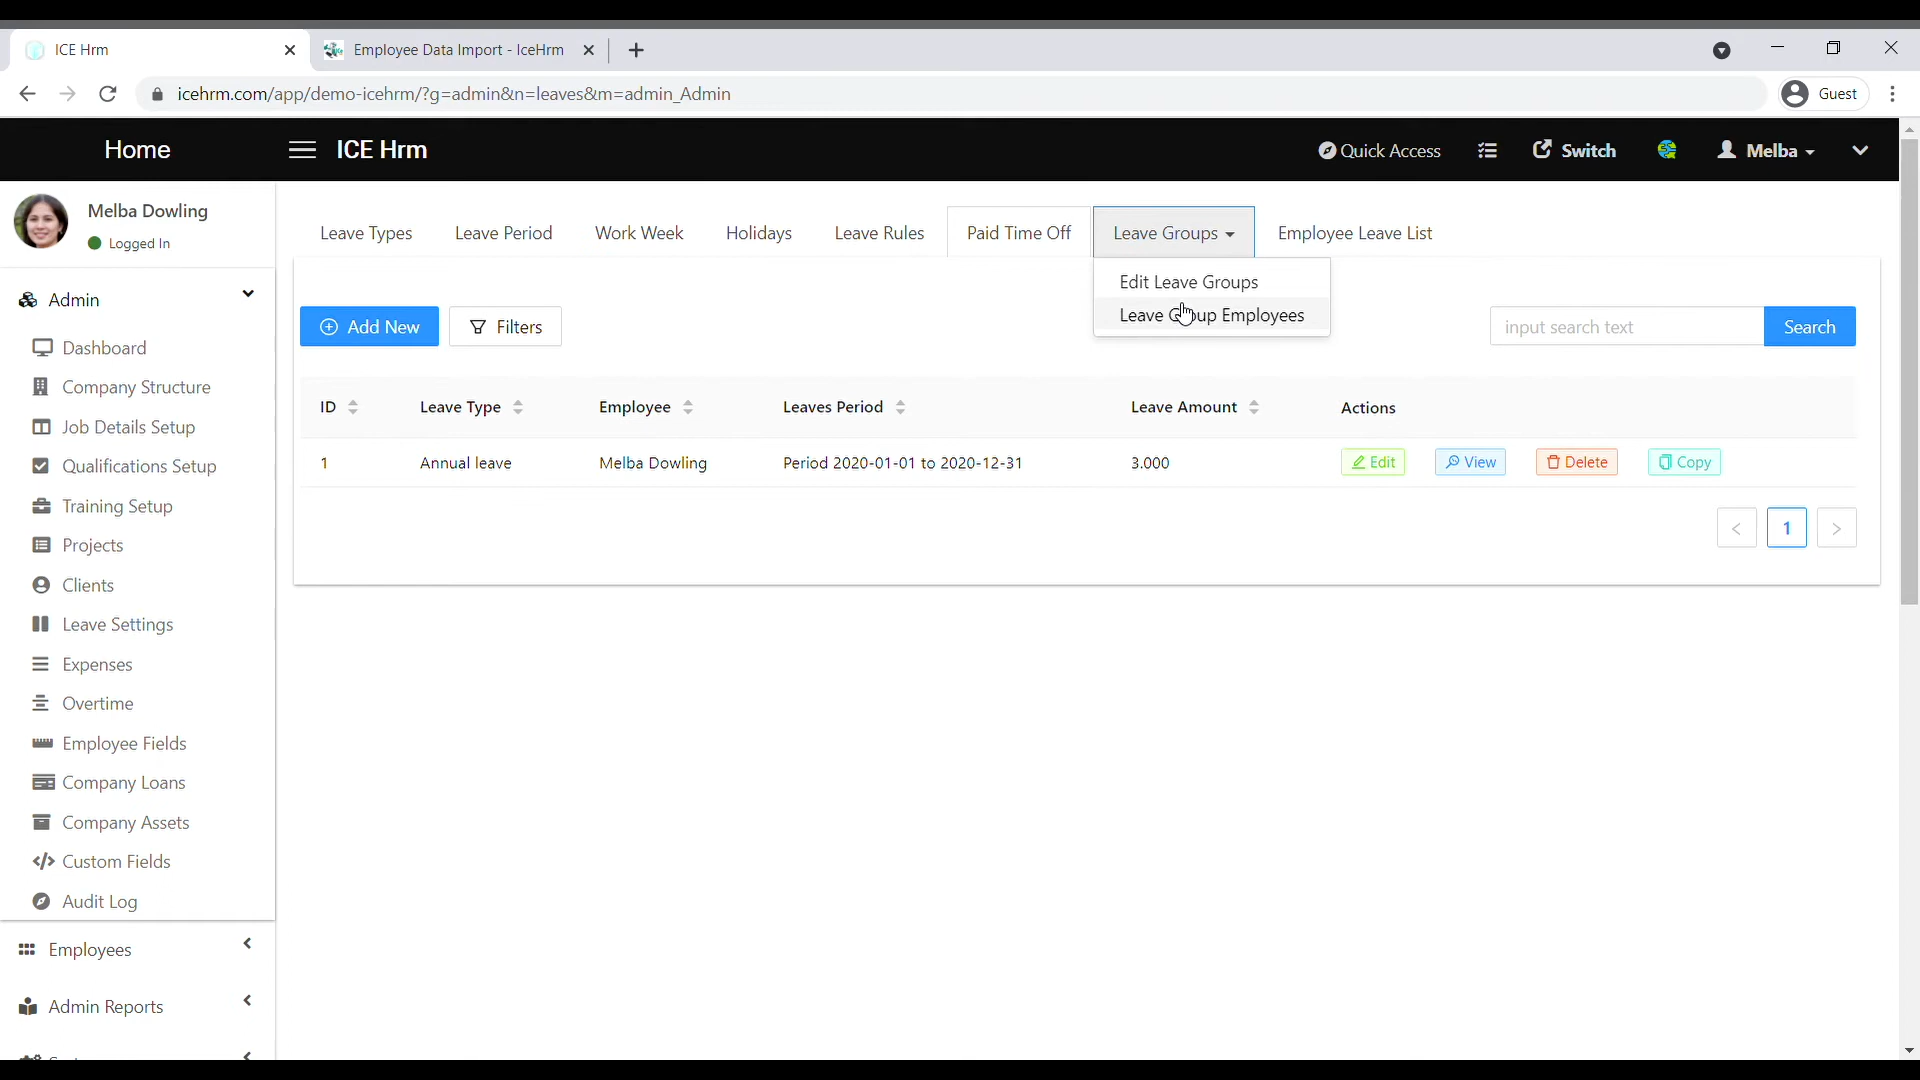 ICE Hrm
Employee Data Import - IceHrm
icehrm.com/app/demo-icehrm/?g=admin&n=leaves&m=admin_Admin
Guest
Home
ICE Hrm
Quick Access
Switch
Melba
Melba Dowling
Logged In
Leave Types
Leave Period
Work Week
Holidays
Leave Rules
Paid Time Off
Leave Groups
Employee Leave List
Edit Leave Groups
Leave Group Employees
Admin
Add New
Filters
input search text
Search
Dashboard
Company Structure
Job Details Setup
Qualifications Setup
Training Setup
Projects
Clients
Leave Settings
Expenses
Overtime
Employee Fields
Company Loans
Company Assets
Custom Fields
Audit Log
Employees
Admin Reports
ID Leave Type Employee Leaves Period Leave Amount Actions
1 Annual leave Melba Dowling Period 2020-01-01 to 2020-12-31 3.000 Edit View Delete Copy
< 1 >